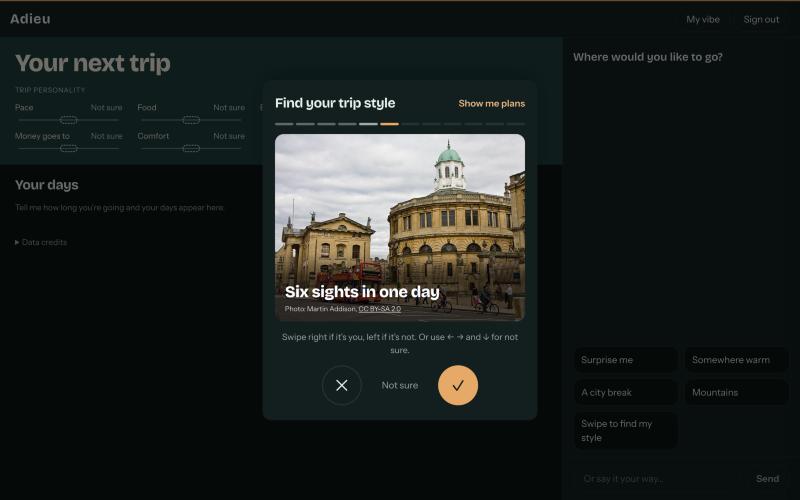 Adieu
My vibe
Sign out
Your next trip
TRIP PERSONALITY
Pace
Not sure
Food
Not sure
Money goes to
Not sure
Comfort
Not sure
Your days
Tell me how long you're going and your days appear here.
Data credits
Find your trip style
Show me plans
Six sights in one day
Photo: Martin Addison, CC BY-SA 2.0
Swipe right if it's you, left if it's not. Or use ← → and ↓ for not
sure.
Not sure
Where would you like to go?
Surprise me
Somewhere warm
A city break
Mountains
Swipe to find my
style
Or say it your way...
Send